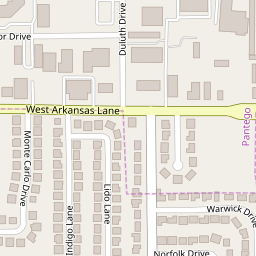 or Drive
Duluth Drive
West Arkansas Lane
Pantego
Monte Carlo Drive
Indigo Lane
Lido Lane
Warwick Drive
Norfolk Drive